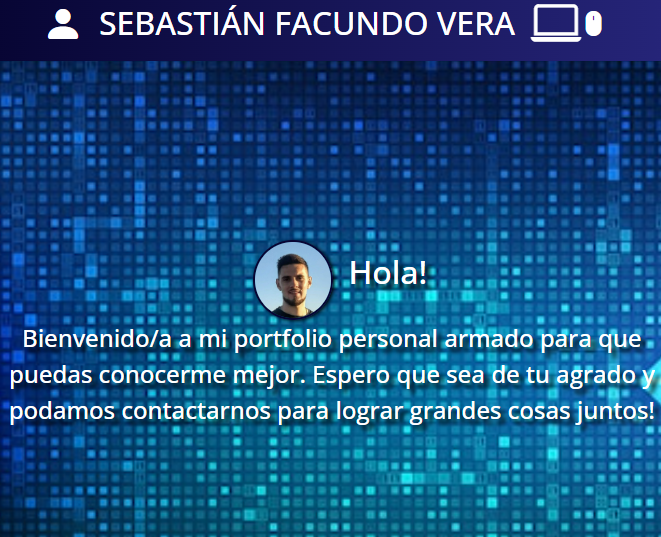 SEBASTIÁN FACUNDO VERA
Hola!
Bienvenido/a a mi portfolio personal armado para que
puedas conocerme mejor. Espero que sea de tu agrado y
podamos contactarnos para lograr grandes cosas juntos!